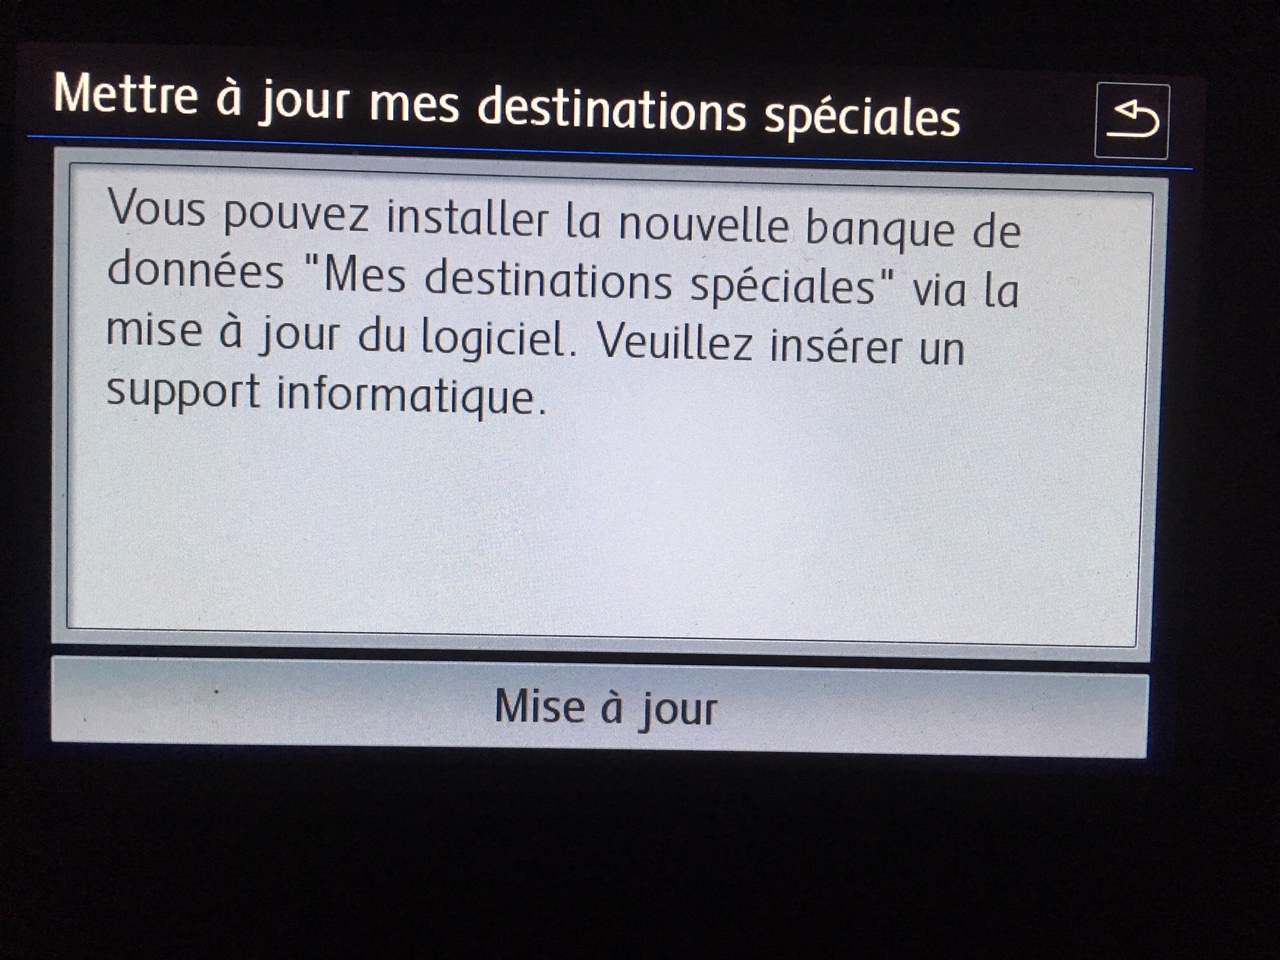 Mettre à jour mes destinations spéciales
Vous pouvez installer la nouvelle banque de
données "Mes destinations spéciales" via la
mise à jour du logiciel. Veuillez insérer un
support informatique.
Mise à jour